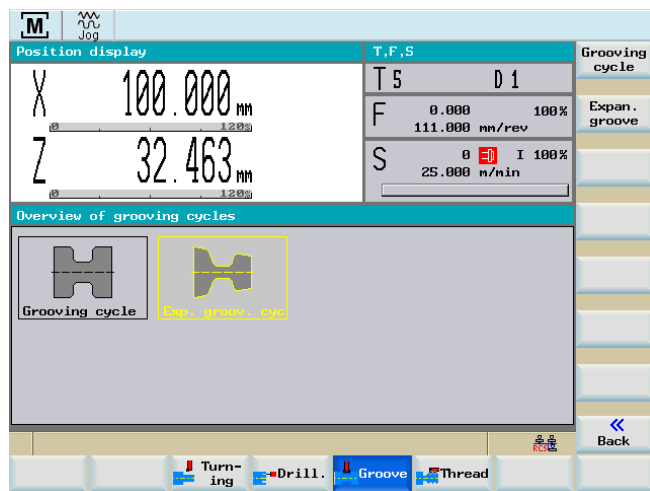 M
Jog
Position display
T,F,S
Grooving
cycle
X 100.000 MM
0 120%
T 5 D 1
F 0.000 100%
111.000 mm/rev
Expan.
groove
Z 32.463 MM
0 120%
S 0 I 100%
25.000 m/min
Overview of grooving cycles
Grooving cycle
Exp. groov. cyc
RCS
Back
Turn-
ing
Drill.
Groove
Thread